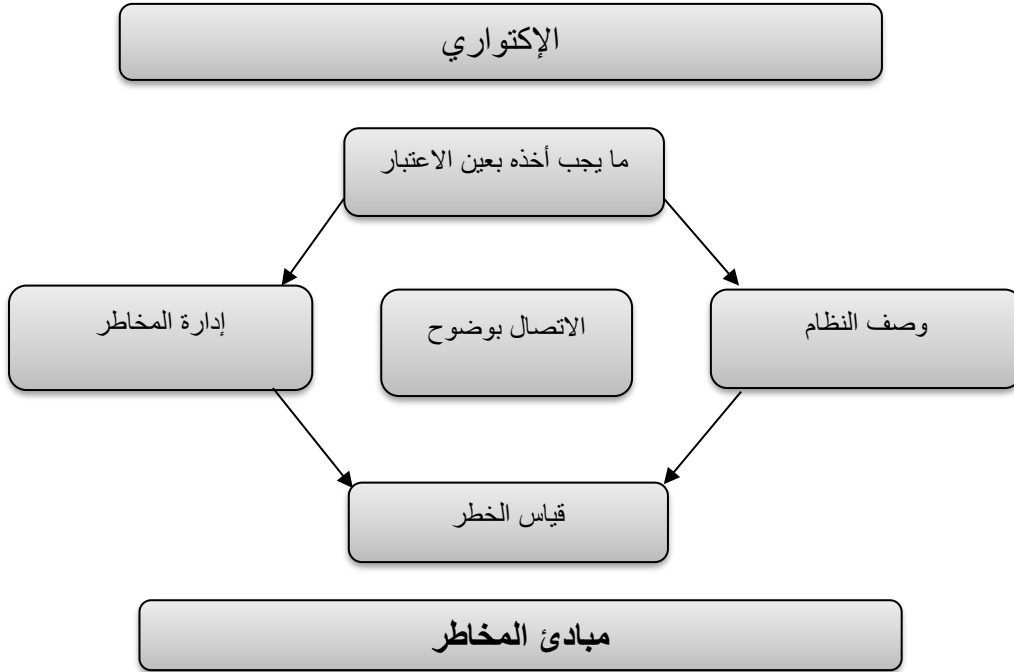 الإكتواري
ما يجب أخذه بعين الاعتبار
وصف النظام
الاتصال بوضوح
إدارة المخاطر
قياس الخطر
مبادئ المخاطر